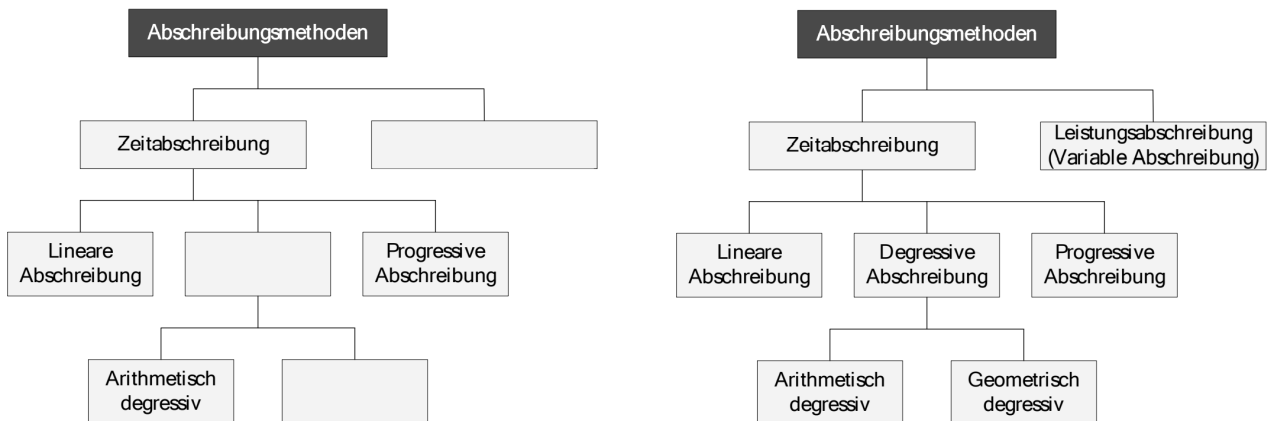 Abschreibungsmethoden
Zeitabschreibung
Lineare
Abschreibung
Progressive
Abschreibung
Arithmetisch
degressiv
Abschreibungsmethoden
Zeitabschreibung
Leistungsabschreibung
(Variable Abschreibung)
Lineare
Abschreibung
Degressive
Abschreibung
Progressive
Abschreibung
Arithmetisch
degressiv
Geometrisch
degressiv